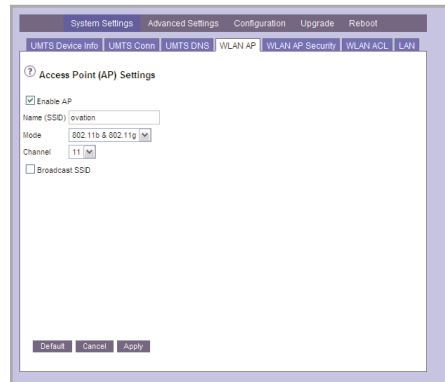 System Settings Advanced Settings Configuration Upgrade Reboot
UMTS Device Info UMTS Conn UMTS DNS WLAN AP WLAN AP Security WLAN ACL LAN
? Access Point (AP) Settings
Enable AP
Name (SSID) ovation
Mode 802.11b & 802.11g
Channel 11
Broadcast SSID
Default Cancel Apply